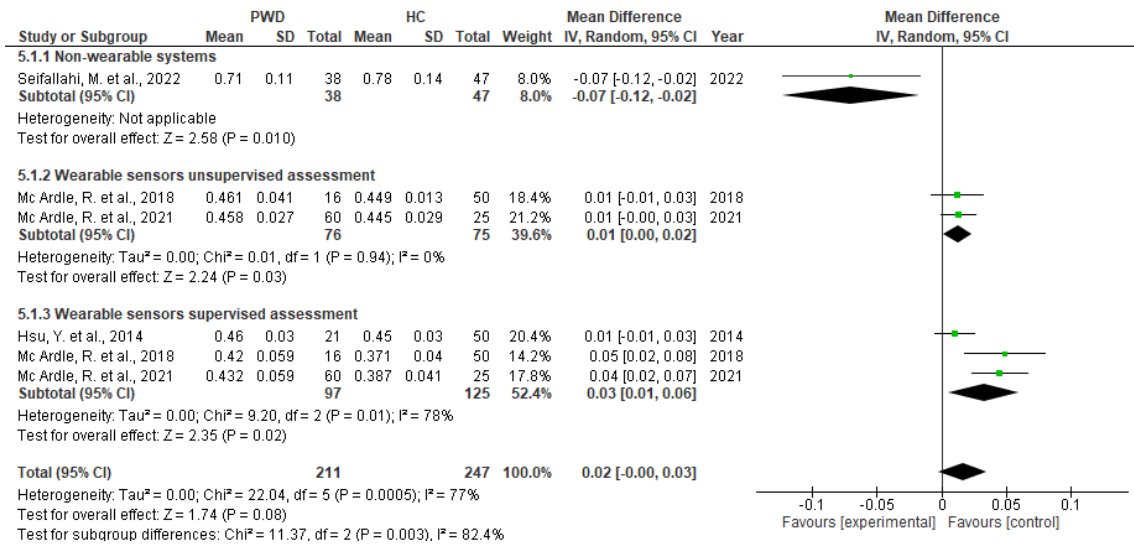 PWD HC Mean Difference Mean Difference
Study or Subgroup Mean SD Total Mean SD Total Weight IV, Random, 95% CI Year IV, Random, 95% CI
5.1.1 Non-wearable systems
Seifallahi, M. et al., 2022 0.71 0.11 38 0.78 0.14 47 8.0% -0.07 [-0.12, -0.02] 2022
Subtotal (95% CI) 38 47 8.0% -0.07 [-0.12, -0.02]
Heterogeneity: Not applicable
Test for overall effect: Z = 2.58 (P = 0.010)
5.1.2 Wearable sensors unsupervised assessment
Mc Ardle, R. et al., 2018 0.461 0.041 16 0.449 0.013 50 18.4% 0.01 [-0.01, 0.03] 2018
Mc Ardle, R. et al., 2021 0.458 0.027 60 0.445 0.029 25 21.2% 0.01 [-0.00, 0.03] 2021
Subtotal (95% CI) 76 75 39.6% 0.01 [0.00, 0.02]
Heterogeneity: Tau² = 0.00; Chi² = 0.01, df = 1 (P = 0.94); I² = 0%
Test for overall effect: Z = 2.24 (P = 0.03)
5.1.3 Wearable sensors supervised assessment
Hsu, Y. et al., 2014 0.46 0.03 21 0.45 0.03 50 20.4% 0.01 [-0.01, 0.03] 2014
Mc Ardle, R. et al., 2018 0.42 0.059 16 0.371 0.04 50 14.2% 0.05 [0.02, 0.08] 2018
Mc Ardle, R. et al., 2021 0.432 0.059 60 0.387 0.041 25 17.8% 0.04 [0.02, 0.07] 2021
Subtotal (95% CI) 97 125 52.4% 0.03 [0.01, 0.06]
Heterogeneity: Tau² = 0.00; Chi² = 9.20, df = 2 (P = 0.01); I² = 78%
Test for overall effect: Z = 2.35 (P = 0.02)
Total (95% CI) 211 247 100.0% 0.02 [-0.00, 0.03]
Heterogeneity: Tau² = 0.00; Chi² = 22.04, df = 5 (P = 0.0005); I² = 77%
Test for overall effect: Z = 1.74 (P = 0.08)
Test for subgroup differences: Chi² = 11.37, df = 2 (P = 0.003), I² = 82.4%
-0.1 -0.05 0 0.05 0.1
Favours [experimental] Favours [control]